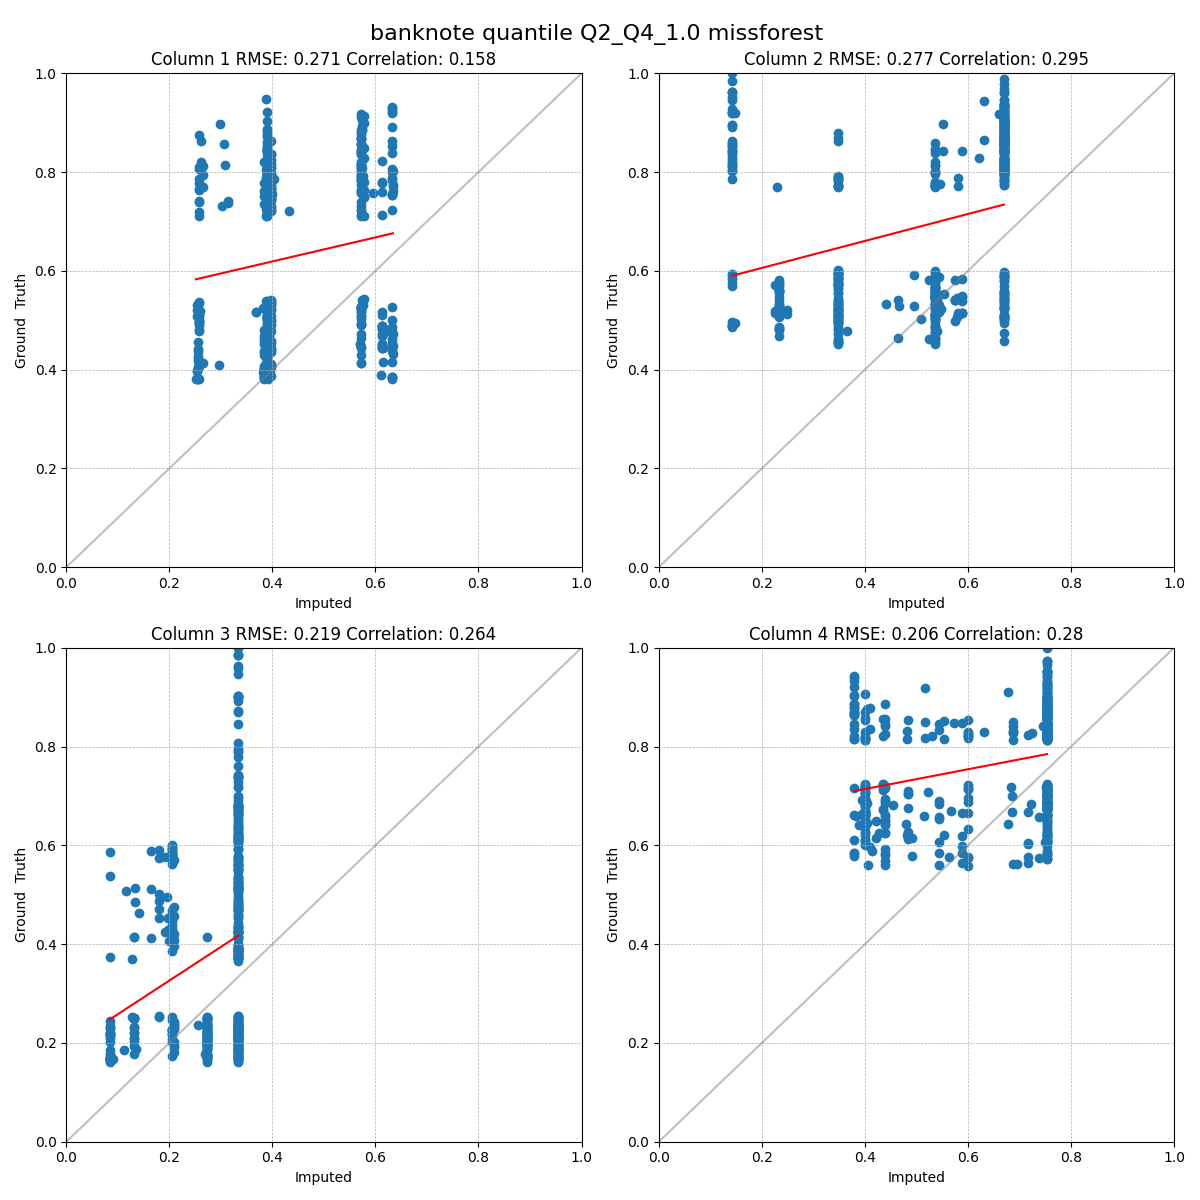 banknote quantile Q2_Q4_1.0 missforest
Column 1 RMSE: 0.271 Correlation: 0.158
1.0
0.8
0.6
0.4
0.2
0.0
Ground Truth
0.0 0.2 0.4 0.6 0.8 1.0
Imputed
Column 2 RMSE: 0.277 Correlation: 0.295
1.0
0.8
0.6
0.4
0.2
0.0
Ground Truth
0.0 0.2 0.4 0.6 0.8 1.0
Imputed
Column 3 RMSE: 0.219 Correlation: 0.264
1.0
0.8
0.6
0.4
0.2
0.0
Ground Truth
0.0 0.2 0.4 0.6 0.8 1.0
Imputed
Column 4 RMSE: 0.206 Correlation: 0.28
1.0
0.8
0.6
0.4
0.2
0.0
Ground Truth
0.0 0.2 0.4 0.6 0.8 1.0
Imputed